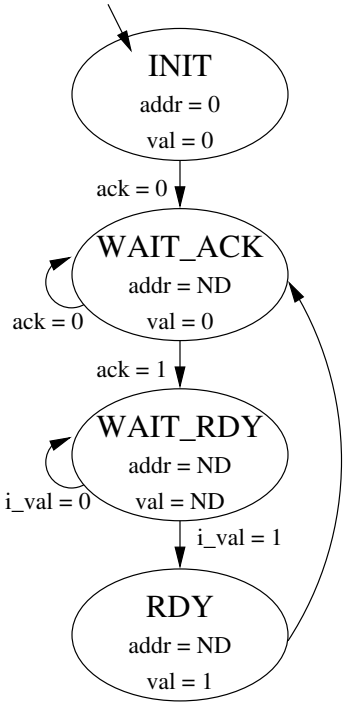 INIT
addr = 0
val = 0
ack = 0
WAIT_ACK
addr = ND
val = 0
ack = 0
ack = 1
WAIT_RDY
addr = ND
val = ND
i_val = 0
i_val = 1
RDY
addr = ND
val = 1